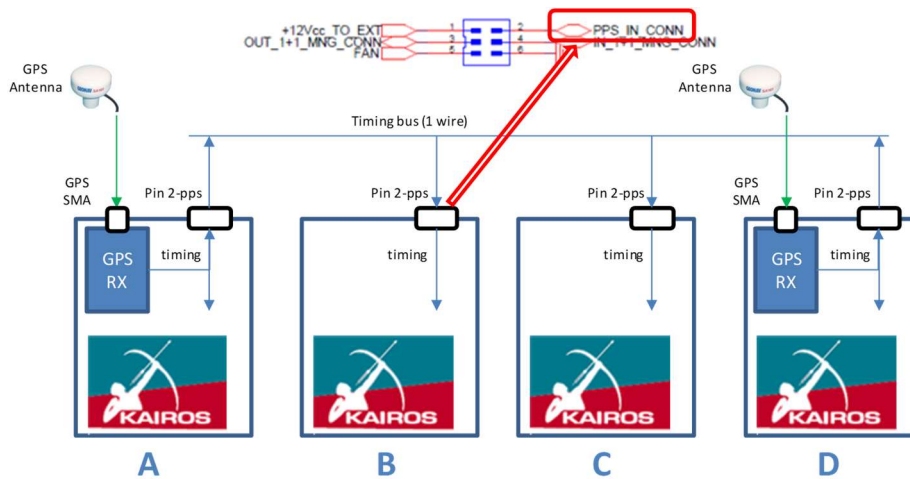 +12Vcc_TO_EXT 1 2 PPS_IN_CONN
OUT_1+1_MNG_CONN 3 4 IN_1+1_MNG_CONN
FAN 5 6
GPS
Antenna
GPS
Antenna
Timing bus (1 wire)
GPS
SMA
Pin 2-pps
Pin 2-pps
Pin 2-pps
GPS
SMA
Pin 2-pps
GPS
RX
timing
timing
timing
GPS
RX
timing
KAIROS
KAIROS
KAIROS
KAIROS
A
B
C
D